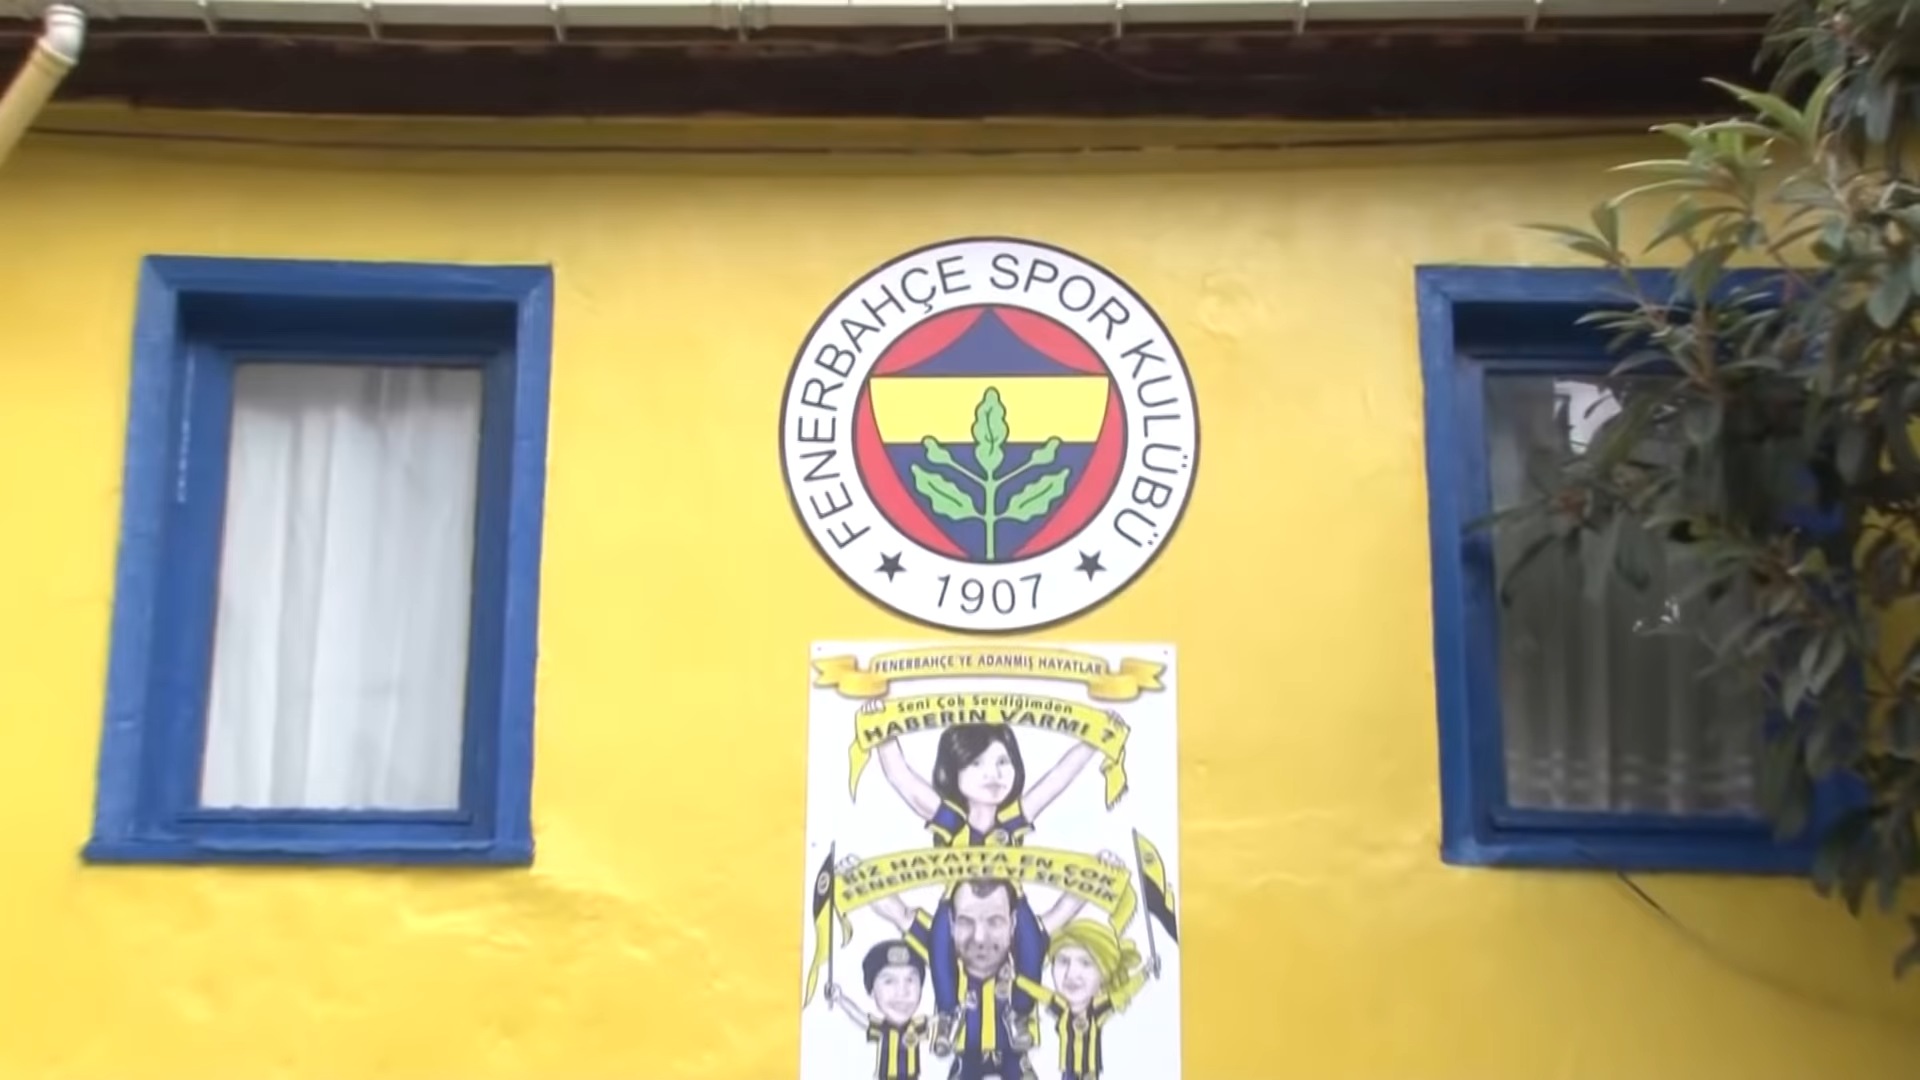 FENERBAHÇE SPOR KULÜBÜ
1907
FENERBAHÇE'YE ADANMIŞ HAYATLAR
Seni Çok Sevdiğimden
HABERİN VARMI ?
BİZ HAYATTA EN ÇOK
FENERBAHÇE'Yİ SEVDİK